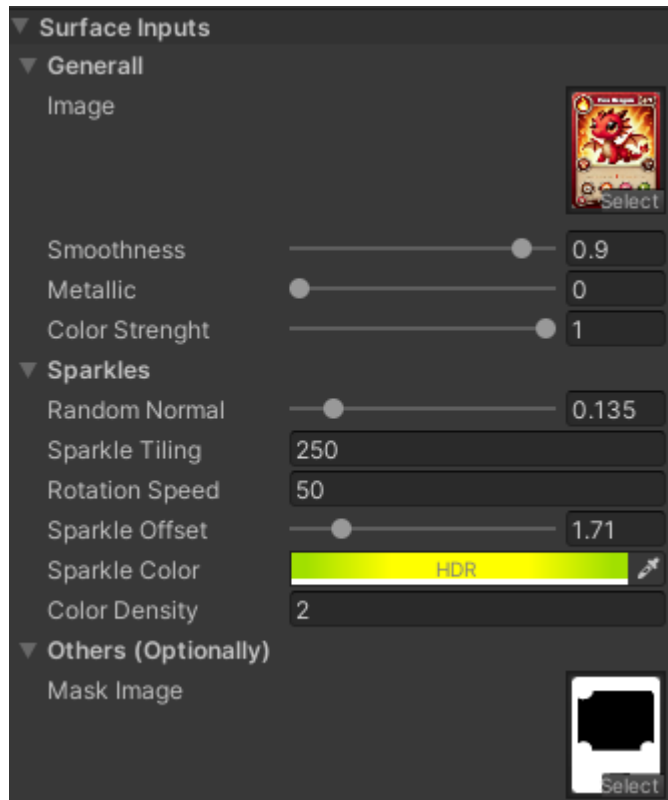 Surface Inputs
Generall
Image
Select
Smoothness 0.9
Metallic 0
Color Strenght 1
Sparkles
Random Normal 0.135
Sparkle Tiling 250
Rotation Speed 50
Sparkle Offset 1.71
Sparkle Color HDR
Color Density 2
Others (Optionally)
Mask Image
Select